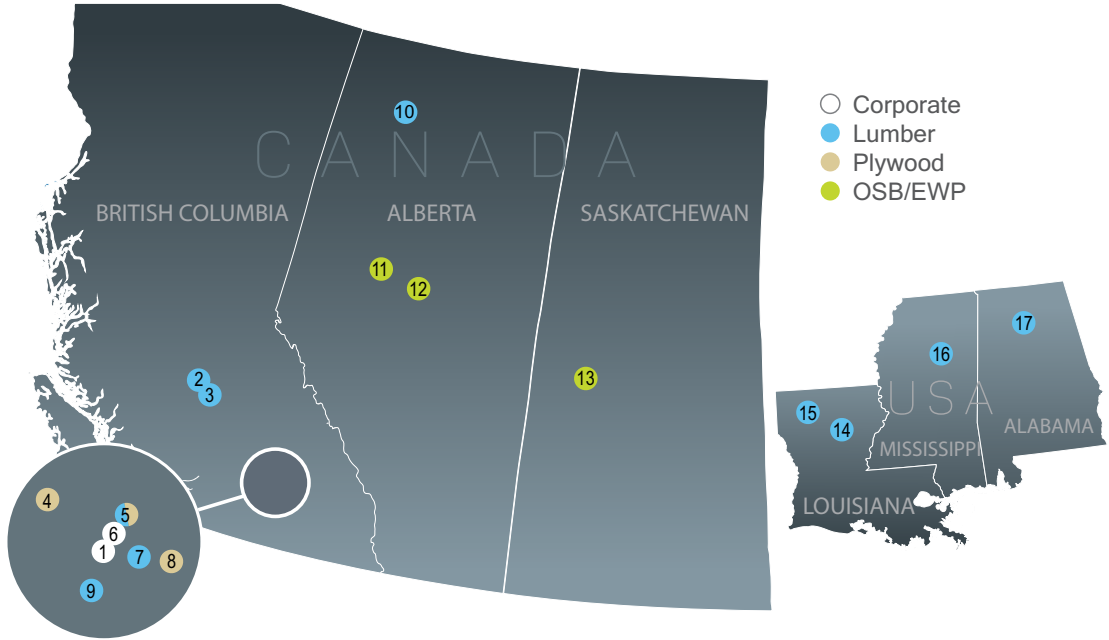 CANADA
BRITISH COLUMBIA
ALBERTA
SASKATCHEWAN
10
11
12
2
3
13
4
5
6
1
7
8
9
Corporate
Lumber
Plywood
OSB/EWP
17
16
15
14
USA
ALABAMA
MISSISSIPPI
LOUISIANA